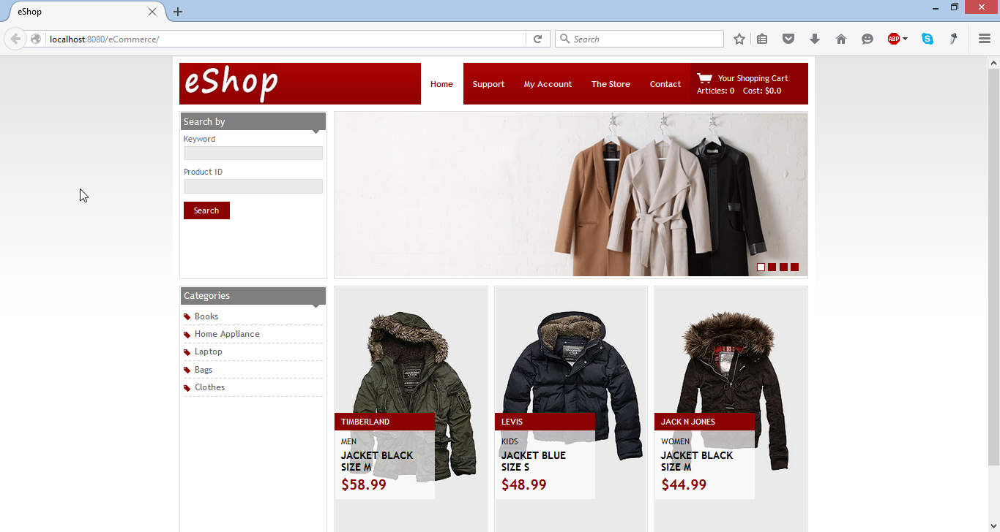 eShop
localhost:8080/eCommerce/
Search
ABP
eShop
Home
Support
My Account
The Store
Contact
Your Shopping Cart
Articles: 0 Cost: $0.0
Search by
Keyword
Product ID
Search
Categories
Books
Home Appliance
Laptop
Bags
Clothes
TIMBERLAND
MEN
JACKET BLACK
SIZE M
$58.99
LEVIS
KIDS
JACKET BLUE
SIZE S
$48.99
JACK N JONES
WOMEN
JACKET BLACK
SIZE M
$44.99